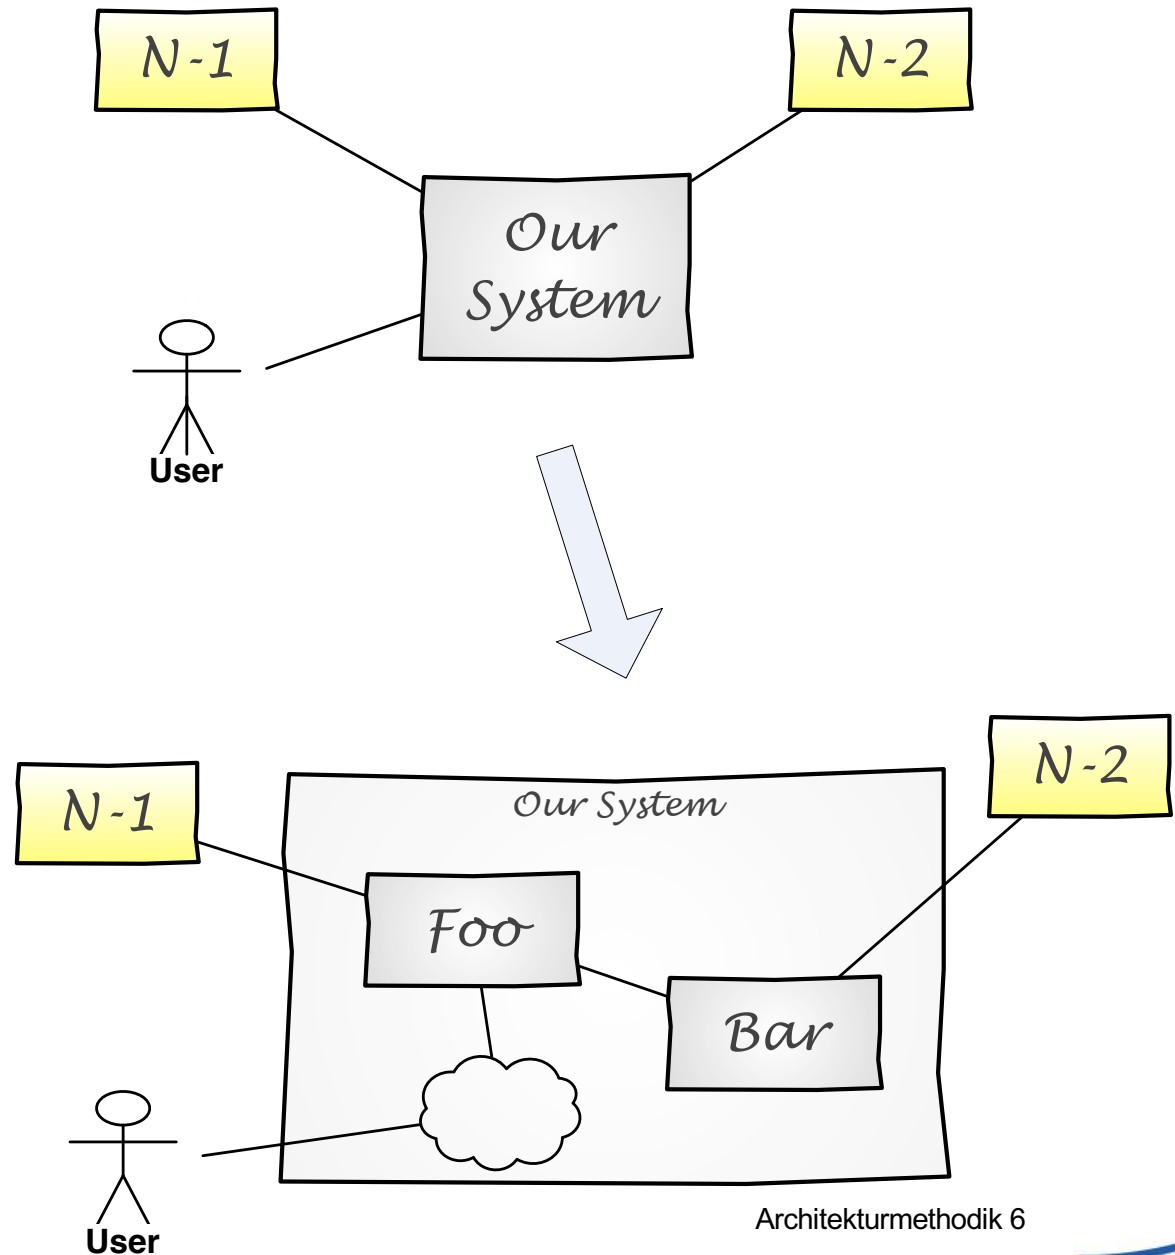 N-1
N-2
Our
System
User
N-2
N-1
Our System
Foo
Bar
Architekturmethodik 6
User